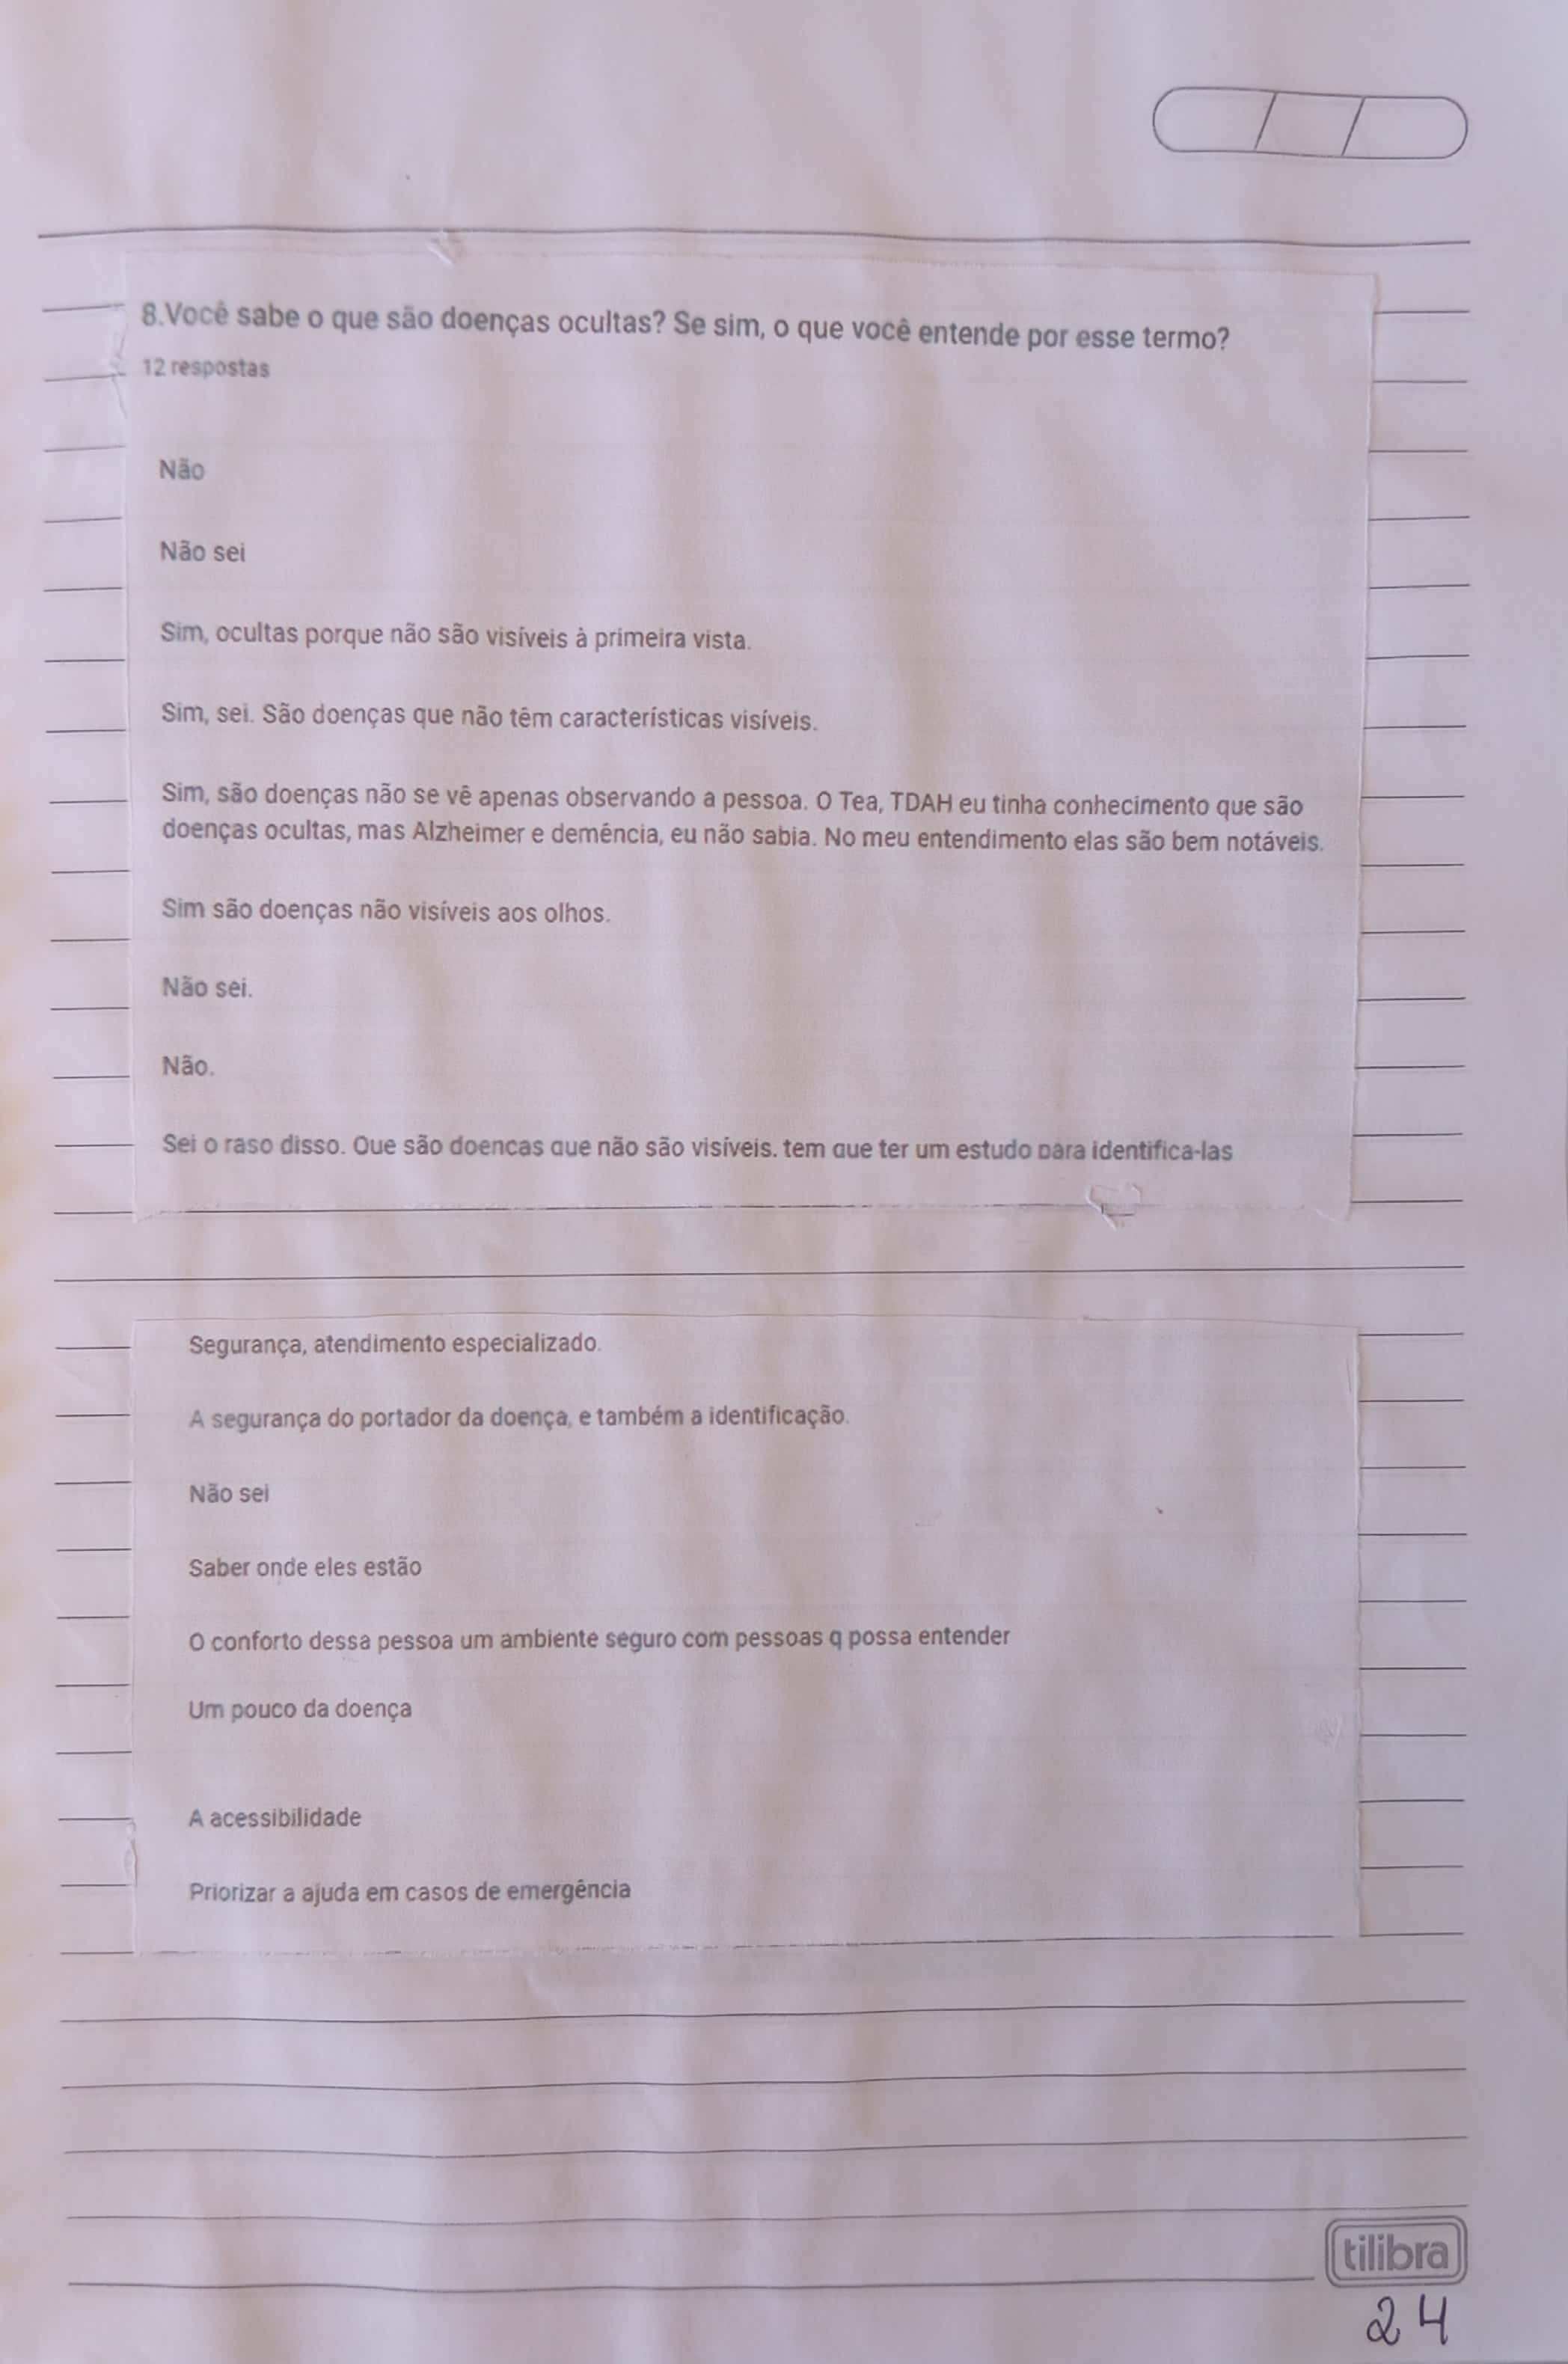 8.Você sabe o que são doenças ocultas? Se sim, o que você entende por esse termo?
12 respostas
Não
Não sei
Sim, ocultas porque não são visíveis à primeira vista.
Sim, sei. São doenças que não têm características visíveis.
Sim, são doenças não se vê apenas observando a pessoa. O Tea, TDAH eu tinha conhecimento que são
doenças ocultas, mas Alzheimer e demência, eu não sabia. No meu entendimento elas são bem notáveis.
Sim são doenças não visíveis aos olhos.
Não sei.
Não.
Sei o raso disso. Que são doenças que não são visíveis. tem que ter um estudo para identifica-las
Segurança, atendimento especializado.
A segurança do portador da doença, e também a identificação.
Não sei
Saber onde eles estão
O conforto dessa pessoa um ambiente seguro com pessoas q possa entender
Um pouco da doença
A acessibilidade
Priorizar a ajuda em casos de emergência
tilibra
24